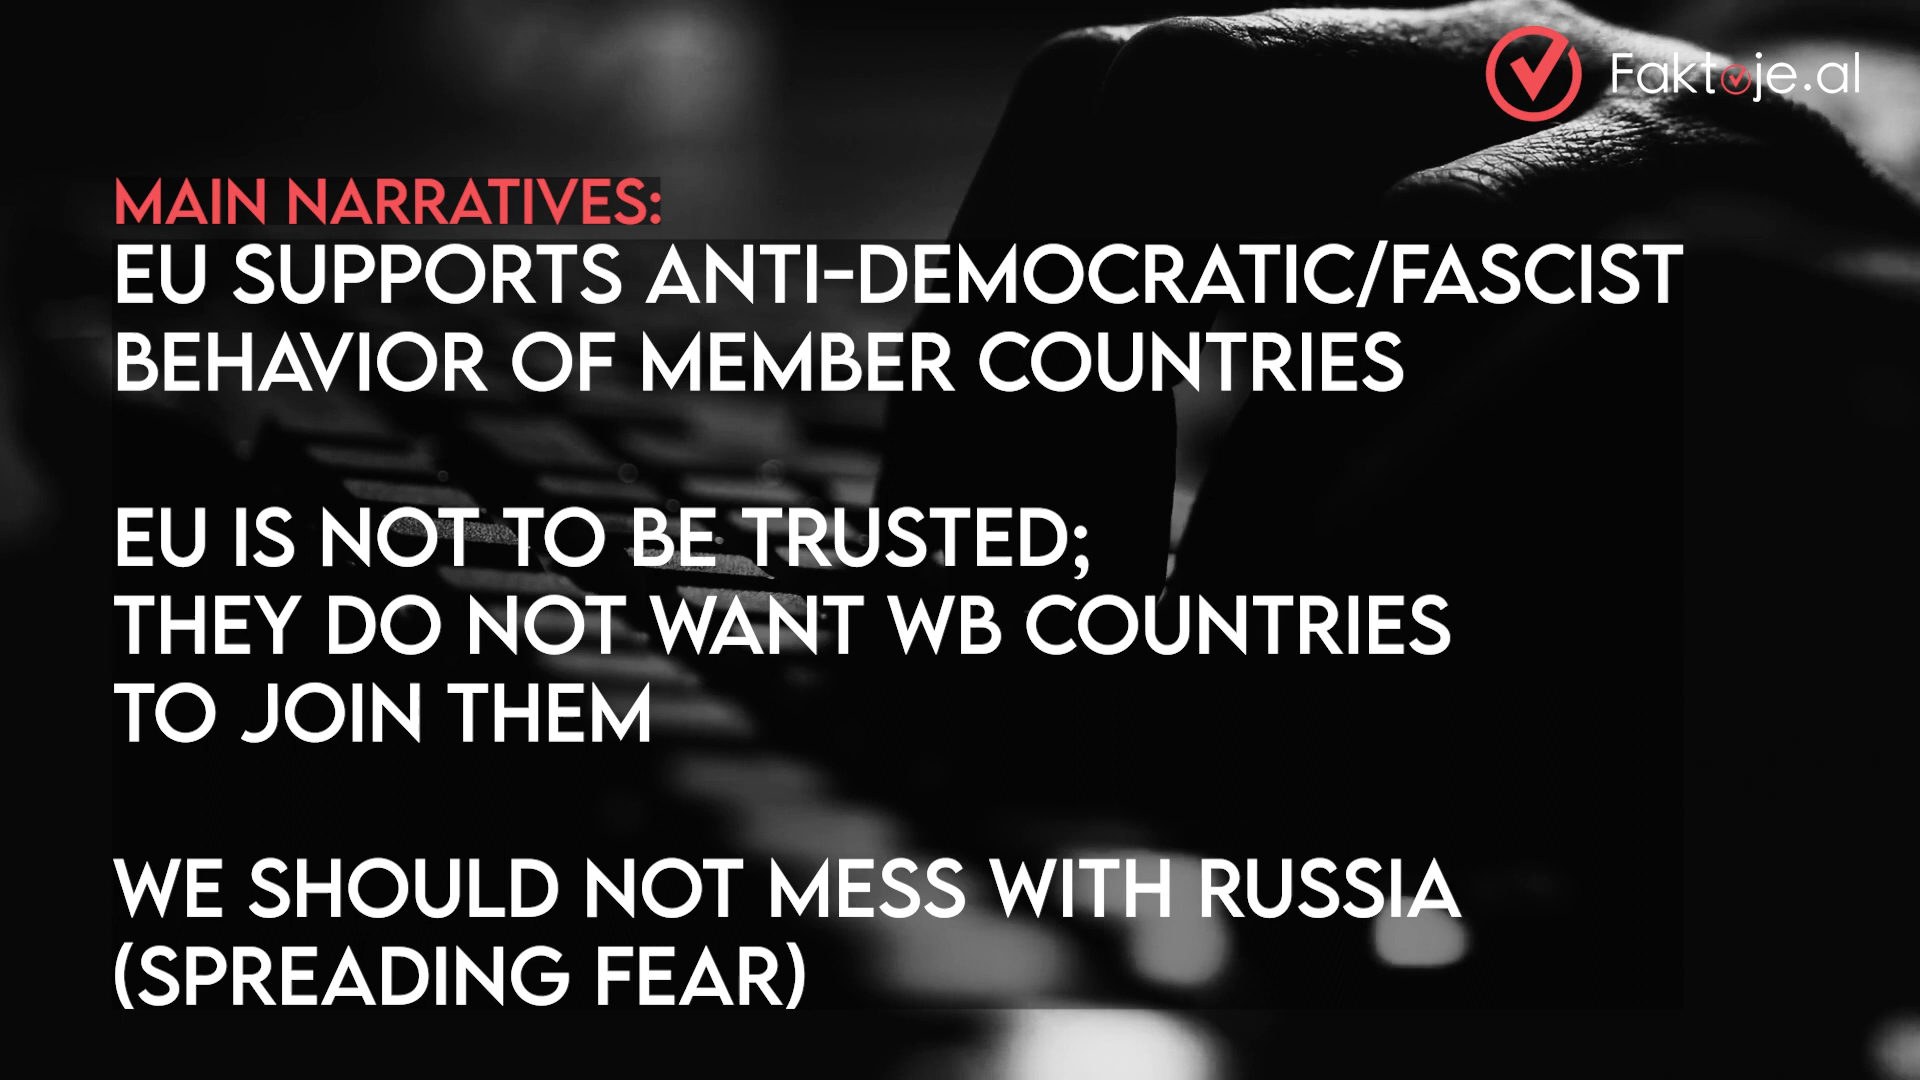 Faktoje.al
MAIN NARRATIVES:
EU SUPPORTS ANTI-DEMOCRATIC/FASCIST
BEHAVIOR OF MEMBER COUNTRIES
EU IS NOT TO BE TRUSTED;
THEY DO NOT WANT WB COUNTRIES
TO JOIN THEM
WE SHOULD NOT MESS WITH RUSSIA
(SPREADING FEAR)